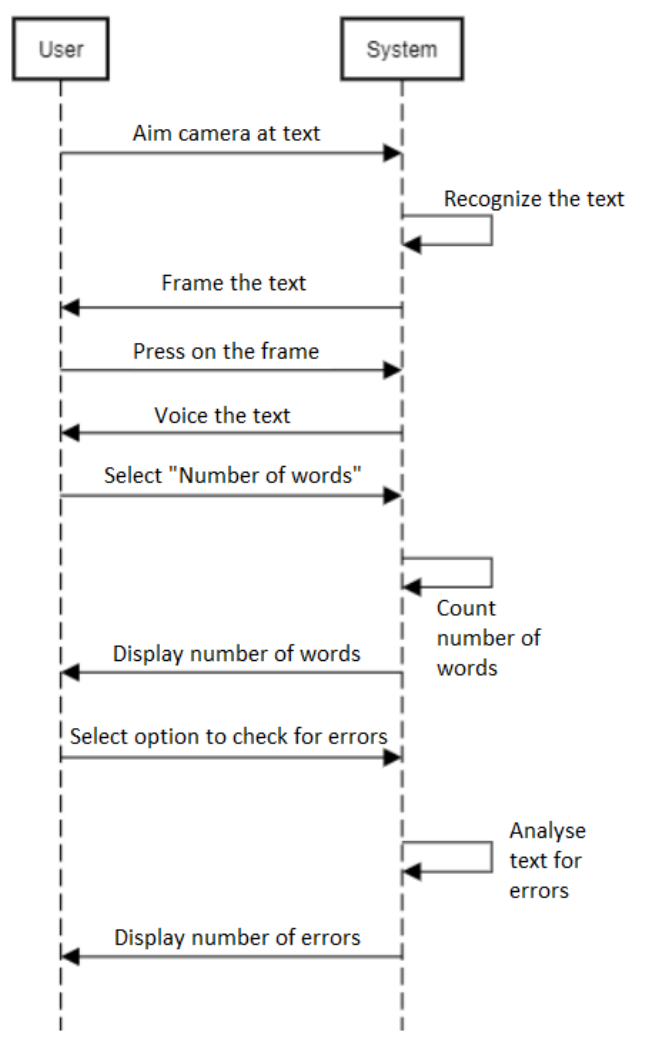 User
System
Aim camera at text
Recognize the text
Frame the text
Press on the frame
Voice the text
Select "Number of words"
Count
number of
words
Display number of words
Select option to check for errors
Analyse
text for
errors
Display number of errors